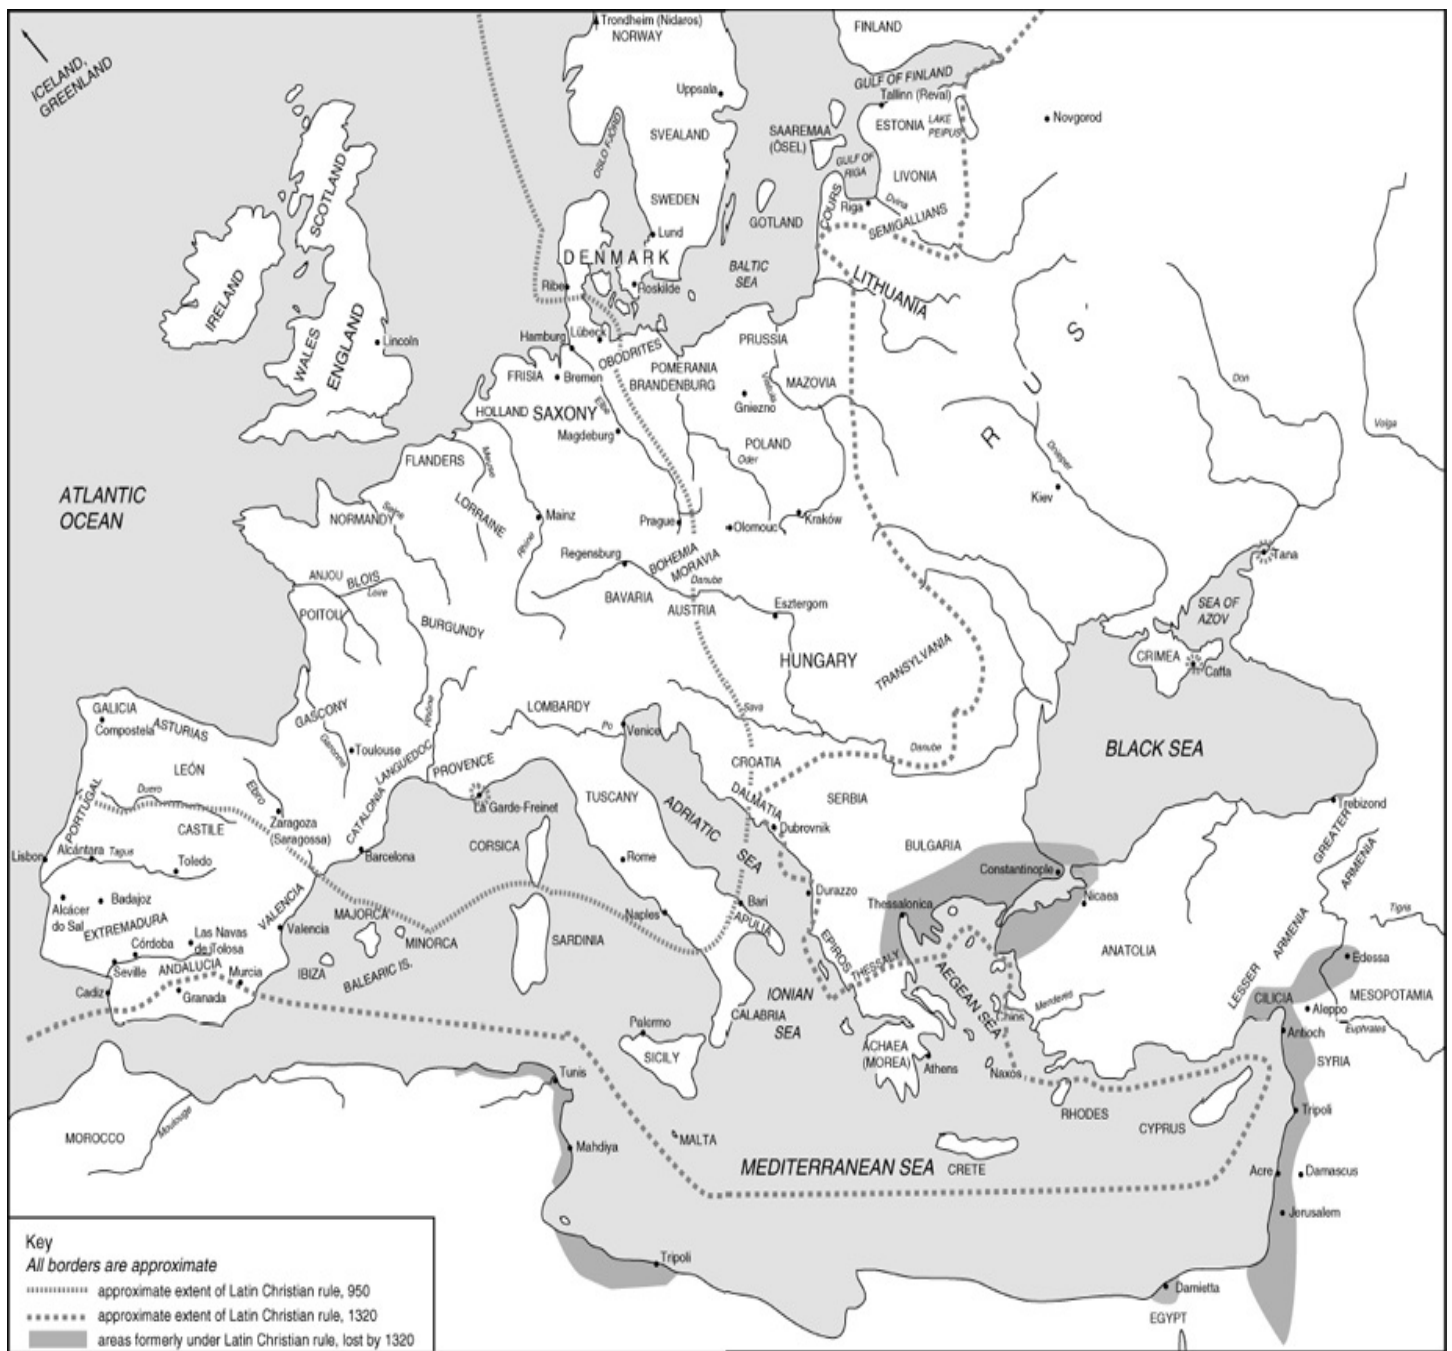 ICELAND,
GREENLAND
Trondheim (Nidaros)
NORWAY
FINLAND
GULF OF FINLAND
Uppsala
Tallinn (Reval)
ESTONIA
LAKE
PEIPUS
Novgorod
SVEALAND
SAAREMAA
(ÖSEL)
OSLO FJORD
GULF OF
RIGA
LIVONIA
SCOTLAND
SWEDEN
GOTLAND
COURS
Riga
Dvina
SEMIGALLIANS
Lund
DENMARK
BALTIC
SEA
LITHUANIA
IRELAND
Ribe
Roskilde
RUS'
WALES
ENGLAND
Lincoln
Hamburg
Lübeck
OBODRITES
PRUSSIA
POMERANIA
BRANDENBURG
FRISIA
Bremen
MAZOVIA
Vistula
Gniezno
Don
Volga
HOLLAND
SAXONY
Elbe
Magdeburg
POLAND
Oder
Dnieper
Kiev
FLANDERS
Meuse
LORRAINE
ATLANTIC
OCEAN
NORMANDY
Seine
Mainz
Rhine
Prague
Olomouc
Kraków
Regensburg
BOHEMIA
MORAVIA
Danube
Tana
ANJOU
BLOIS
Loire
POITOU
BAVARIA
AUSTRIA
Esztergom
SEA OF
AZOV
BURGUNDY
HUNGARY
TRANSYLVANIA
CRIMEA
Caffa
GALICIA
Compostela
ASTURIAS
GASCONY
Garonne
Rhône
LOMBARDY
Po
Venice
Sava
Danube
BLACK SEA
Toulouse
LANGUEDOC
PROVENCE
LEÓN
Ebro
CROATIA
Duero
PORTUGAL
La Garde-Freinet
TUSCANY
DALMATIA
SERBIA
Trebizond
CASTILE
Zaragoza
(Saragossa)
CATALONIA
CORSICA
ADRIATIC
SEA
Dubrovnik
BULGARIA
GREATER
ARMENIA
Lisbon
Alcántara
Tagus
Toledo
Barcelona
Rome
Constantinople
Badajoz
Alcácer
do Sal
EXTREMADURA
VALENCIA
MAJORCA
MINORCA
Naples
Bari
APULIA
Durazzo
Thessalonica
Nicaea
Tigris
Las Navas
de Tolosa
Córdoba
Valencia
SARDINIA
EPIROS
THESSALY
ANATOLIA
LESSER
ARMENIA
Edessa
Seville
ANDALUCIA
Murcia
IBIZA
BALEARIC IS.
AEGEAN SEA
Cadiz
Granada
IONIAN
SEA
CALABRIA
Menderes
Chios
CILICIA
Aleppo
MESOPOTAMIA
Antioch
Euphrates
Palermo
SICILY
ACHAEA
(MOREA)
Athens
Naxos
SYRIA
Tunis
RHODES
CYPRUS
Tripoli
MOROCCO
Moulouge
Mahdiya
MALTA
MEDITERRANEAN SEA
CRETE
Acre
Damascus
Jerusalem
Tripoli
Damietta
EGYPT
Key
All borders are approximate
approximate extent of Latin Christian rule, 950
approximate extent of Latin Christian rule, 1320
areas formerly under Latin Christian rule, lost by 1320